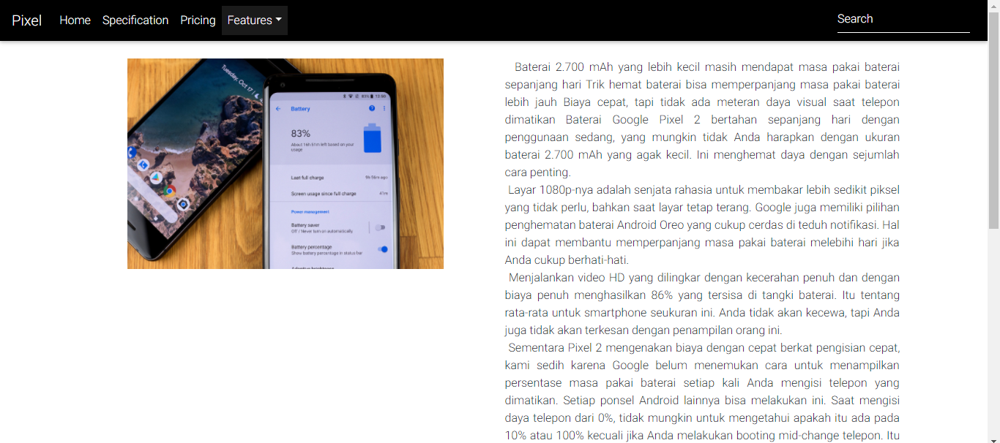 Pixel Home Specification Pricing Features Search
Tuesday, Oct 17
83% 12:50
Battery
83%
About 16h 51m left based on your
usage
Last full charge 9h 56m ago
Screen usage since full charge 41m
Power management
Battery saver
Off / Never turn on automatically
Battery percentage
Show battery percentage in status bar
Adaptive brightness
Baterai 2.700 mAh yang lebih kecil masih mendapat masa pakai baterai
sepanjang hari Trik hemat baterai bisa memperpanjang masa pakai baterai
lebih jauh Biaya cepat, tapi tidak ada meteran daya visual saat telepon
dimatikan Baterai Google Pixel 2 bertahan sepanjang hari dengan
penggunaan sedang, yang mungkin tidak Anda harapkan dengan ukuran
baterai 2.700 mAh yang agak kecil. Ini menghemat daya dengan sejumlah
cara penting.
Layar 1080p-nya adalah senjata rahasia untuk membakar lebih sedikit piksel
yang tidak perlu, bahkan saat layar tetap terang. Google juga memiliki pilihan
penghematan baterai Android Oreo yang cukup cerdas di teduh notifikasi. Hal
ini dapat membantu memperpanjang masa pakai baterai melebihi hari jika
Anda cukup berhati-hati.
Menjalankan video HD yang dilingkar dengan kecerahan penuh dan dengan
biaya penuh menghasilkan 86% yang tersisa di tangki baterai. Itu tentang
rata-rata untuk smartphone seukuran ini. Anda tidak akan kecewa, tapi Anda
juga tidak akan terkesan dengan penampilan orang ini.
Sementara Pixel 2 mengenakan biaya dengan cepat berkat pengisian cepat,
kami sedih karena Google belum menemukan cara untuk menampilkan
persentase masa pakai baterai setiap kali Anda mengisi telepon yang
dimatikan. Setiap ponsel Android lainnya bisa melakukan ini. Saat mengisi
daya telepon dari 0%, tidak mungkin untuk mengetahui apakah itu ada pada
10% atau 100% kecuali jika Anda melakukan booting mid-change telepon. Itu